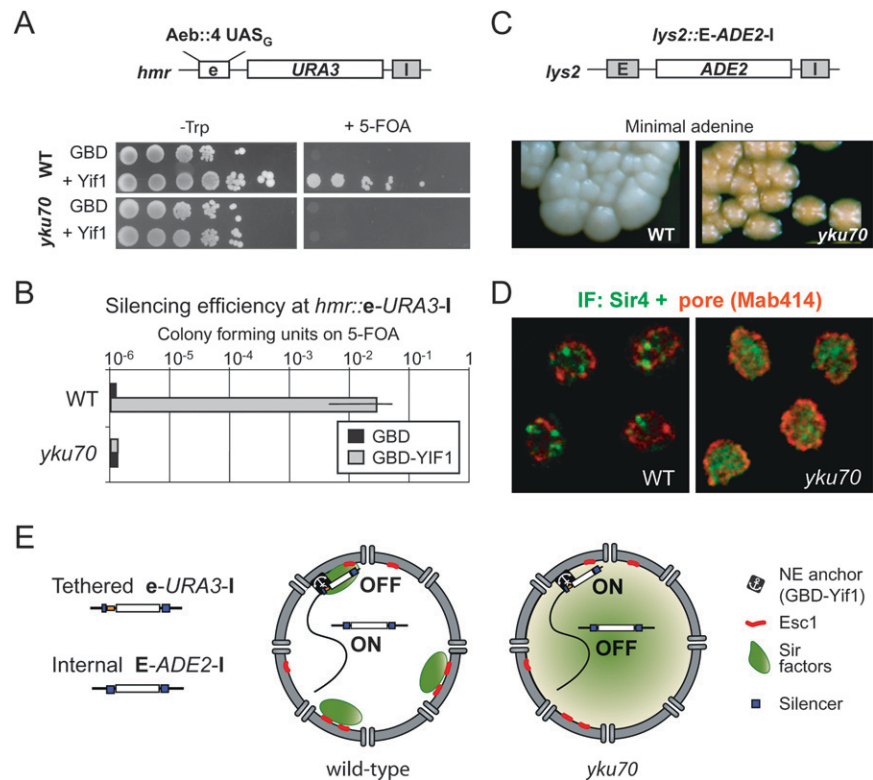 A
Aeb::4 UASG
hmr e URA3 I
-Trp + 5-FOA
WT
GBD
+ Yif1
yku70
GBD
+ Yif1
B
Silencing efficiency at hmr::e-URA3-I
Colony forming units on 5-FOA
10-6 10-5 10-4 10-3 10-2 10-1 1
WT
yku70
GBD
GBD-YIF1
C
lys2::E-ADE2-I
lys2 E ADE2 I
Minimal adenine
WT yku70
D
IF: Sir4 + pore (Mab414)
WT yku70
E
Tethered e-URA3-I
Internal E-ADE2-I
OFF
ON
wild-type
ON
OFF
yku70
NE anchor
(GBD-Yif1)
Esc1
Sir
factors
Silencer